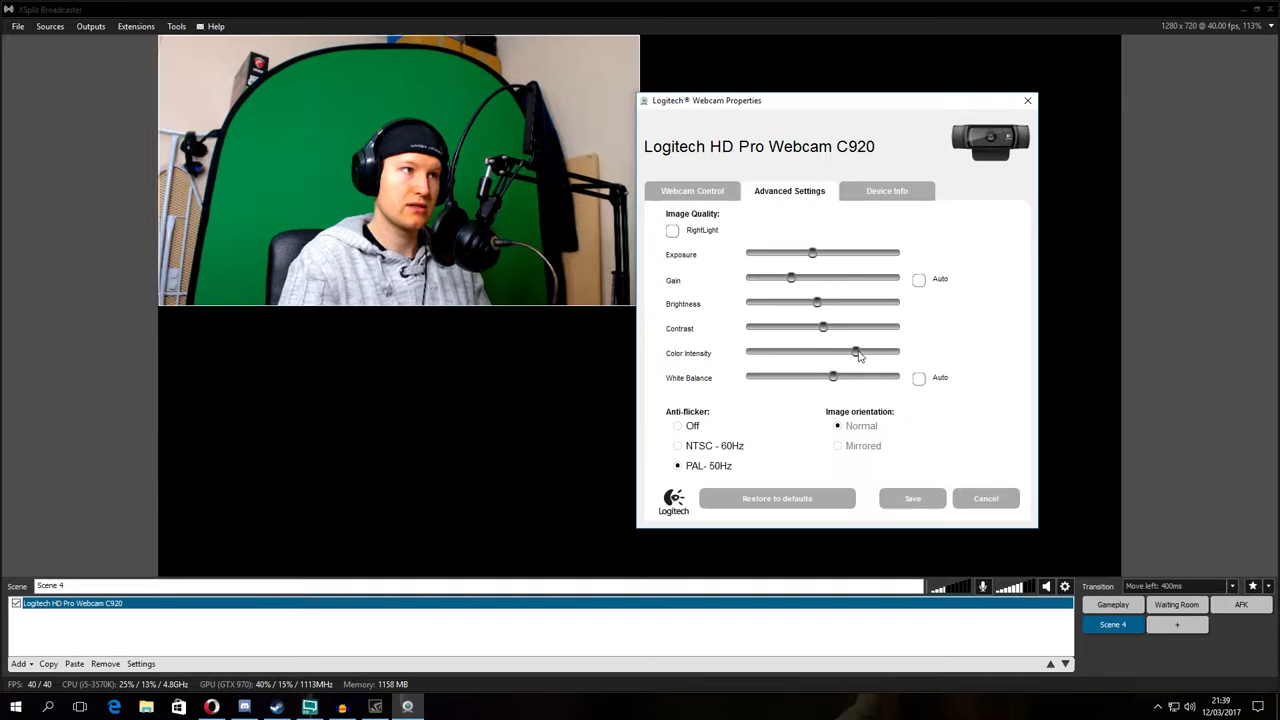 XSplit Broadcaster
File Sources Outputs Extensions Tools Help
1280 x 720 @ 40.00 fps, 113%
Logitech® Webcam Properties
Logitech HD Pro Webcam C920
Webcam Control Advanced Settings Device Info
Image Quality:
RightLight
Exposure
Gain Auto
Brightness
Contrast
Color Intensity
White Balance Auto
Anti-flicker: Image orientation:
Off Normal
NTSC - 60Hz Mirrored
PAL- 50Hz
Logitech Restore to defaults Save Cancel
Scene Scene 4 Transition Move left: 400ms
Logitech HD Pro Webcam C920 Gameplay Waiting Room AFK
Scene 4 +
Add Copy Paste Remove Settings
FPS: 40 / 40 CPU (i5-3570K): 25% / 13% / 4.8GHz GPU (GTX 970): 40% / 15% / 1113MHz Memory: 1158 MB
21:39
12/03/2017